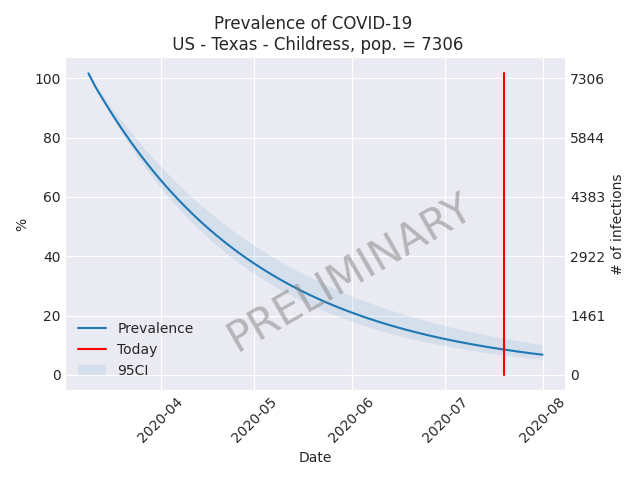 Prevalence of COVID-19
US - Texas - Childress, pop. = 7306
100
80
60
40
20
0
%
7306
5844
4383
2922
1461
0
# of infections
PRELIMINARY
Prevalence
Today
95CI
2020-04
2020-05
2020-06
2020-07
2020-08
Date